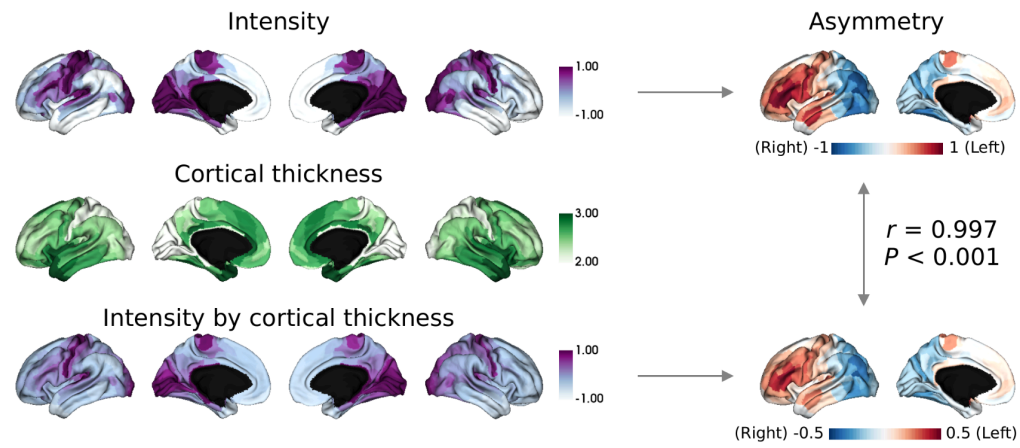 Intensity
Asymmetry
1.00
-1.00
(Right) -1
1 (Left)
Cortical thickness
3.00
2.00
r = 0.997
P < 0.001
Intensity by cortical thickness
1.00
-1.00
(Right) -0.5
0.5 (Left)